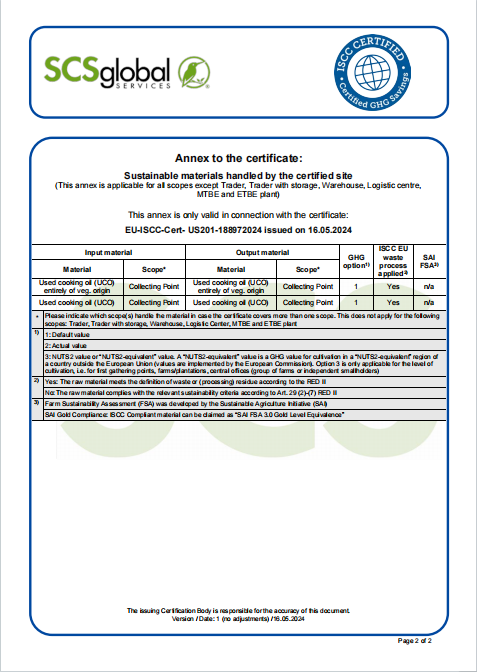 SCSglobal
SERVICES
ISCC CERTIFIED
Certified GHG Savings
Annex to the certificate:
Sustainable materials handled by the certified site
(This annex is applicable for all scopes except Trader, Trader with storage, Warehouse, Logistic centre,
MTBE and ETBE plant)
This annex is only valid in connection with the certificate:
EU-ISCC-Cert- US201-188972024 issued on 16.05.2024
Input material Output material GHG option¹⁾ ISCC EU waste process applied²⁾ SAI FSA³⁾
Material Scope* Material Scope*
Used cooking oil (UCO) entirely of veg. origin Collecting Point Used cooking oil (UCO) entirely of veg. origin Collecting Point 1 Yes n/a
Used cooking oil (UCO) Collecting Point Used cooking oil (UCO) Collecting Point 1 Yes n/a
* Please indicate which scope(s) handle the material in case the certificate covers more than one scope. This does not apply for the following
scopes: Trader, Trader with storage, Warehouse, Logistic Center, MTBE and ETBE plant
1) 1: Default value
2: Actual value
3: NUTS2 value or "NUTS2-equivalent" value. A "NUTS2-equivalent" value is a GHG value for cultivation in a "NUTS2-equivalent" region of
a country outside the European Union (values are implemented by the European Commission). Option 3 is only applicable for the level of
cultivation, i.e. for first gathering points, farms/plantations, central offices (group of farms or independent smallholders)
2) Yes: The raw material meets the definition of waste or (processing) residue according to the RED II
No: The raw material complies with the relevant sustainability criteria according to Art. 29 (2)-(7) RED II
3) Farm Sustainability Assessment (FSA) was developed by the Sustainable Agriculture Initiative (SAI)
SAI Gold Compliance: ISCC Compliant material can be claimed as "SAI FSA 3.0 Gold Level Equivalence"
The issuing Certification Body is responsible for the accuracy of this document.
Version / Date: 1 (no adjustments) /16.05.2024
Page 2 of 2